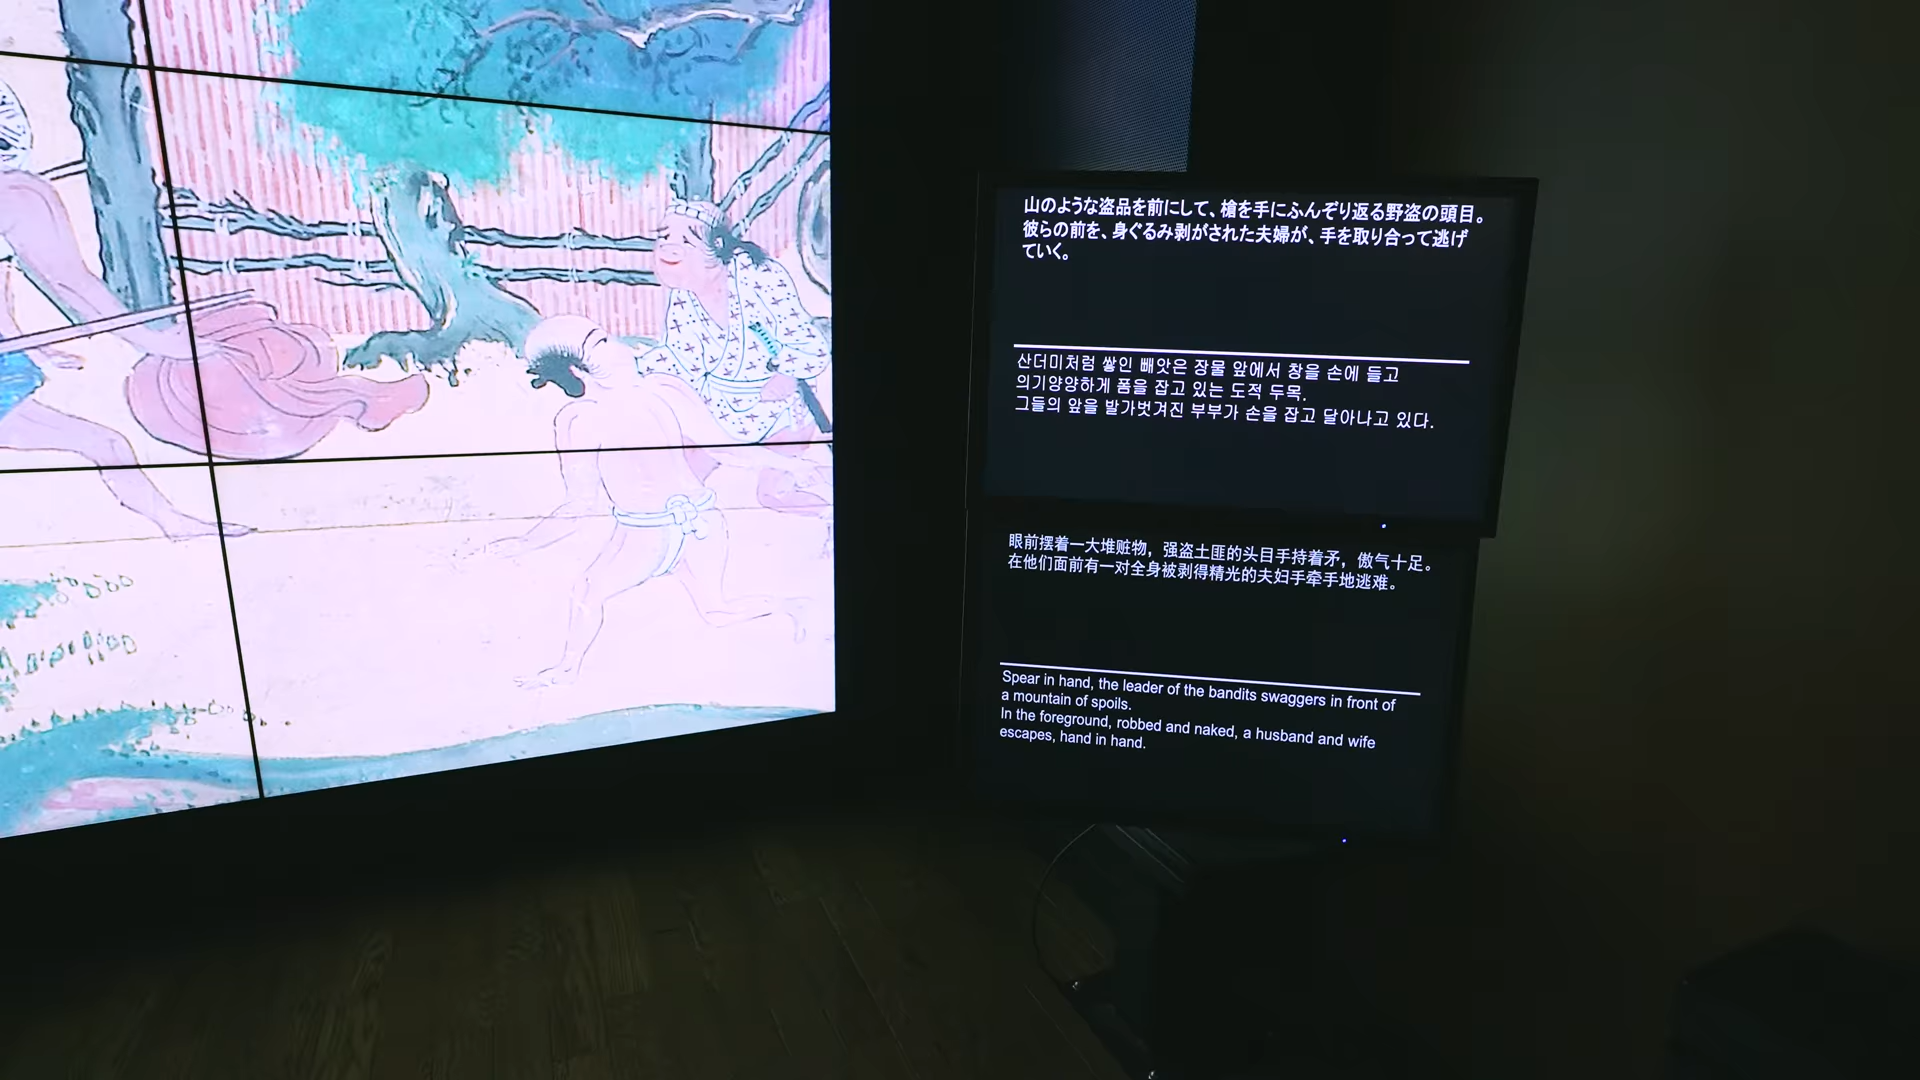 山のような盗品を前にして、槍を手にふんぞり返る野盗の頭目。
彼らの前を、身ぐるみ剥がされた夫婦が、手を取り合って逃げ
ていく。
산더미처럼 쌓인 빼앗은 장물 앞에서 창을 손에 들고
의기양양하게 폼을 잡고 있는 도적 두목.
그들의 앞을 발가벗겨진 부부가 손을 잡고 달아나고 있다.
眼前摆着一大堆赃物，强盗土匪的头目手持着矛，傲气十足。
在他们面前有一对全身被剥得精光的夫妇手牵手地逃难。
Spear in hand, the leader of the bandits swaggers in front of
a mountain of spoils.
In the foreground, robbed and naked, a husband and wife
escapes, hand in hand.